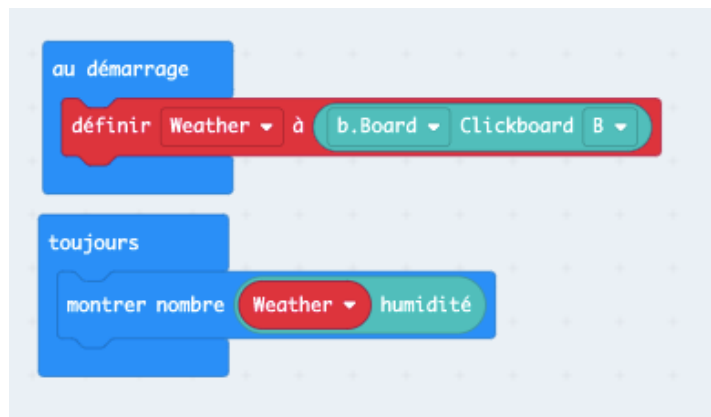 au démarrage
définir Weather à b.Board Clickboard B
toujours
montrer nombre Weather humidité